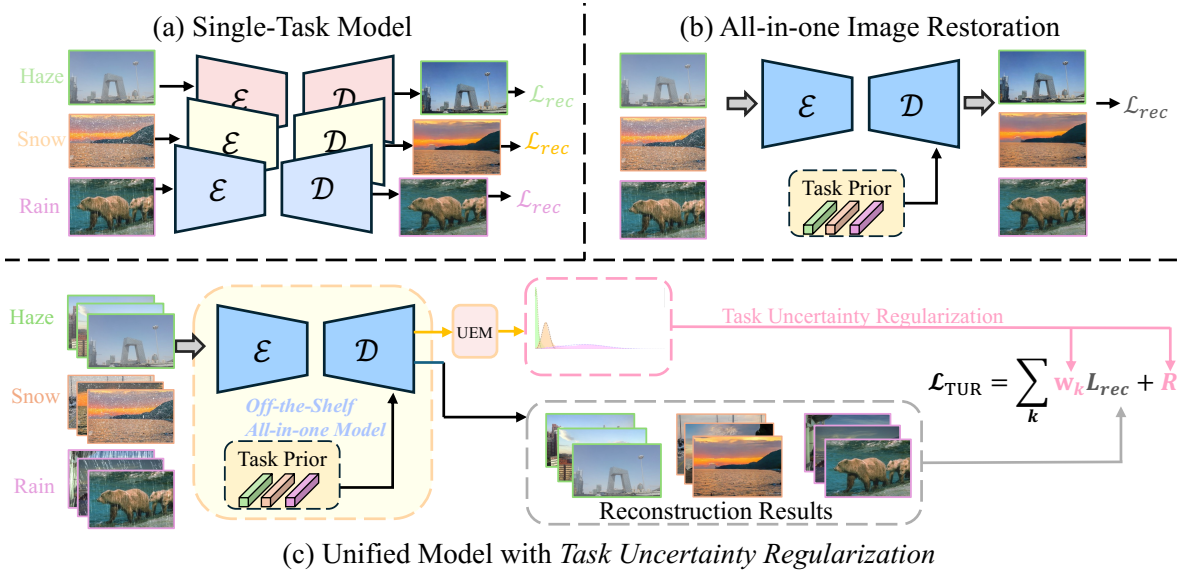 (a) Single-Task Model
Haze
ℰ
𝒟
ℒrec
Snow
ℰ
𝒟
ℒrec
Rain
ℰ
𝒟
ℒrec
(b) All-in-one Image Restoration
ℰ
𝒟
ℒrec
Task Prior
Haze
Snow
Rain
ℰ
𝒟
Off-the-Shelf
All-in-one Model
Task Prior
UEM
Task Uncertainty Regularization
ℒTUR = ∑k wkLrec + R
Reconstruction Results
(c) Unified Model with Task Uncertainty Regularization